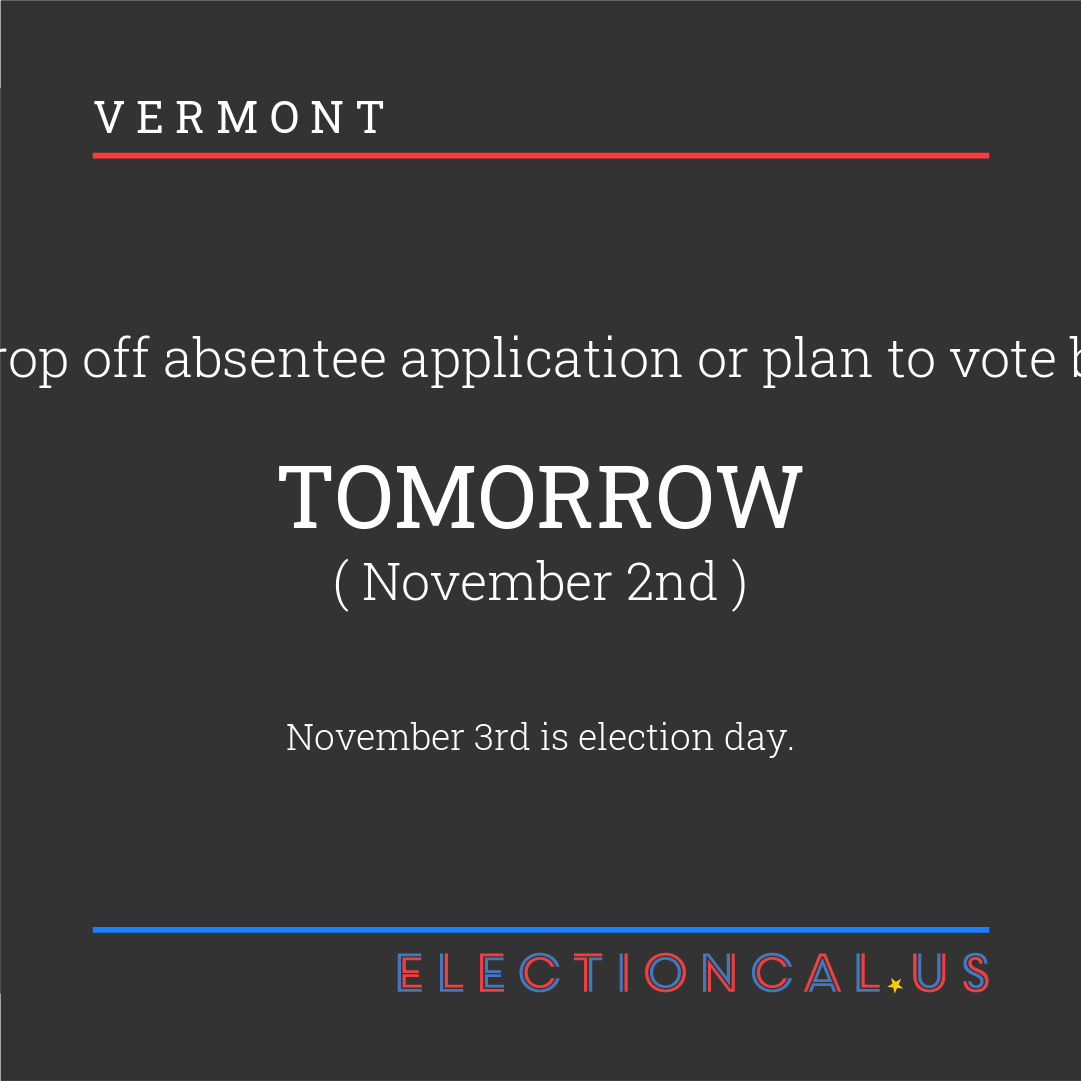 VERMONT
rop off absentee application or plan to vote b
TOMORROW
( November 2nd )
November 3rd is election day.
ELECTIONCAL.US